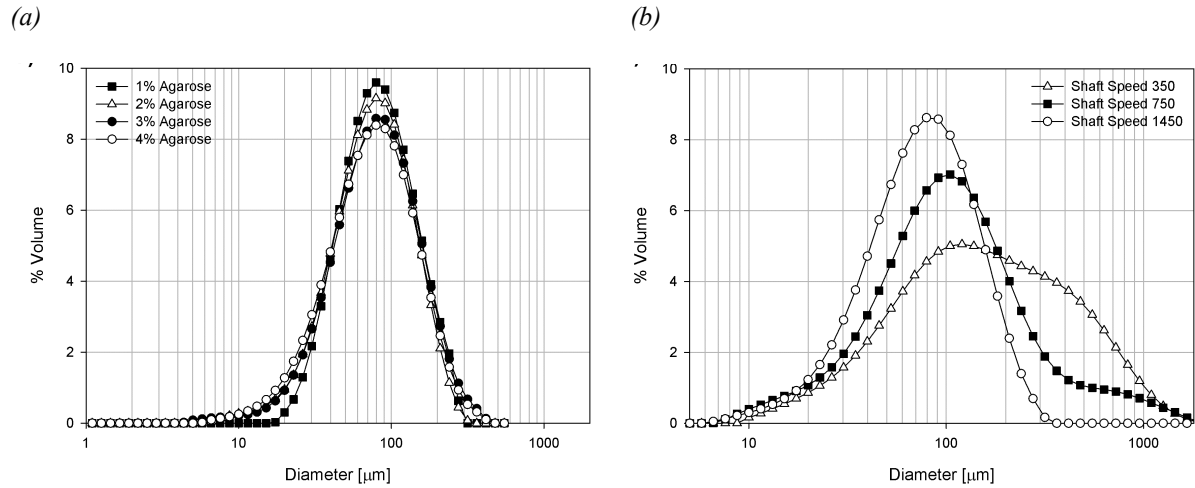 (a)
(b)
10
8
6
4
2
0
% Volume
1% Agarose
2% Agarose
3% Agarose
4% Agarose
1
10
100
1000
Diameter [μm]
10
8
6
4
2
0
% Volume
Shaft Speed 350
Shaft Speed 750
Shaft Speed 1450
10
100
1000
Diameter [μm]